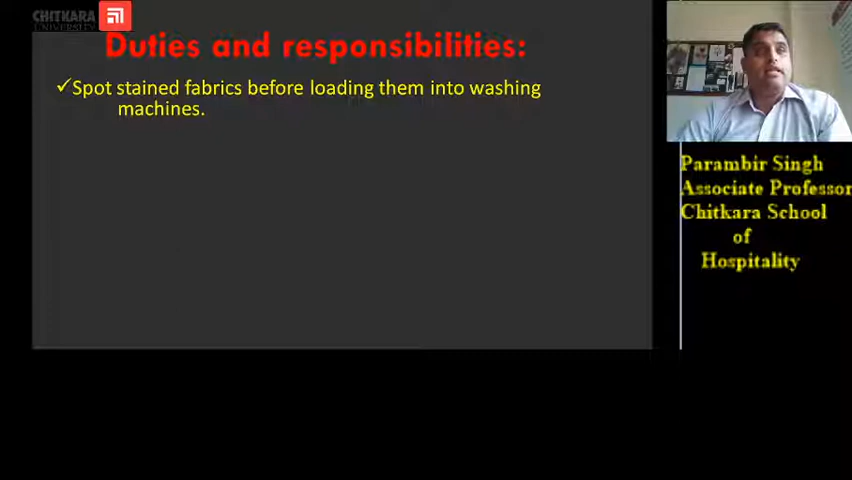 CHITKARA
UNIVERSITY
Duties and responsibilities:
✓Spot stained fabrics before loading them into washing
machines.
Parambir Singh
Associate Professor
Chitkara School
of
Hospitality